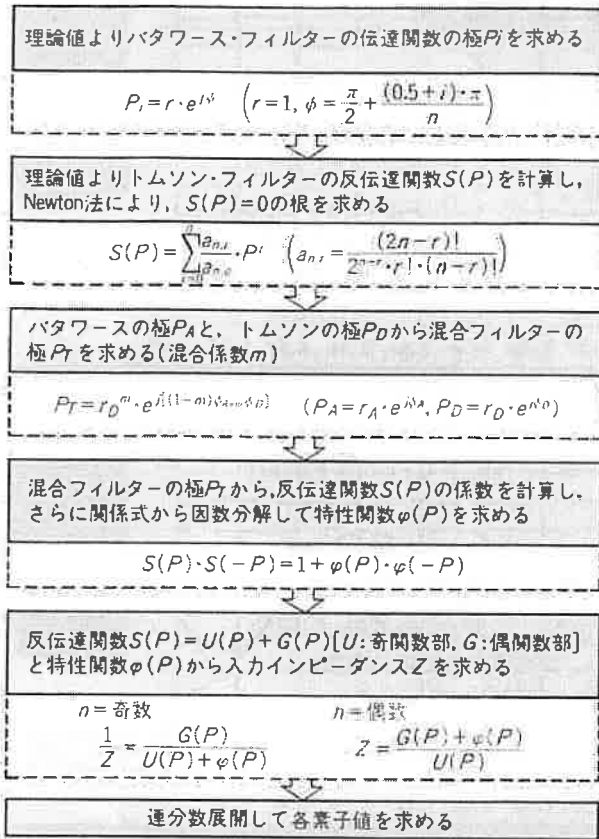 理論値よりバタワース・フィルターの伝達関数の極Piを求める
P_i = r・e^{jφ} (r=1, φ = π/2 + (0.5+i)・π/n)
理論値よりトムソン・フィルターの反伝達関数S(P)を計算し,
Newton法により, S(P)=0の根を求める
S(P) = Σ a_{n,r}/a_{n,0}・P^r (a_{n,r} = (2n−r)!/(2^{n−r}・r!・(n−r)!))
バタワースの極P_Aと, トムソンの極P_Dから混合フィルターの
極P_Tを求める(混合係数m)
P_T = r_D^m・e^{j[(1−m)φ_A+mφ_D]} (P_A = r_A・e^{jφ_A}, P_D = r_D・e^{jφ_D})
混合フィルターの極P_Tから,反伝達関数S(P)の係数を計算し,
さらに関係式から因数分解して特性関数φ(P)を求める
S(P)・S(−P) = 1+φ(P)・φ(−P)
反伝達関数S(P)=U(P)+G(P)[U:奇関数部, G:偶関数部]
と特性関数φ(P)から入力インピーダンスZを求める
n=奇数 n=偶数
1/Z = G(P)/(U(P)+φ(P)) Z = (G(P)+φ(P))/U(P)
連分数展開して各素子値を求める